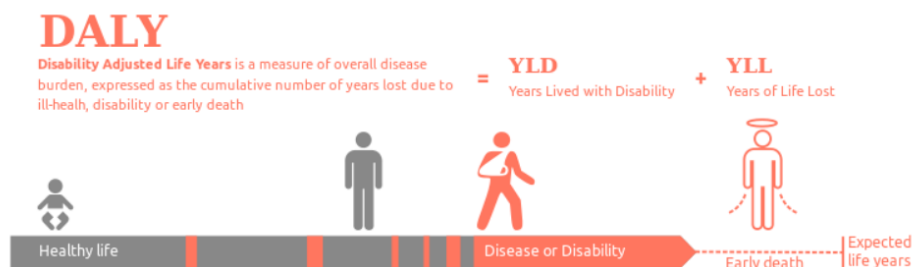 DALY
Disability Adjusted Life Years is a measure of overall disease
burden, expressed as the cumulative number of years lost due to
ill-healh, disability or early death
= YLD
Years Lived with Disability
+ YLL
Years of Life Lost
Healthy life
Disease or Disability
Early death
Expected
life years